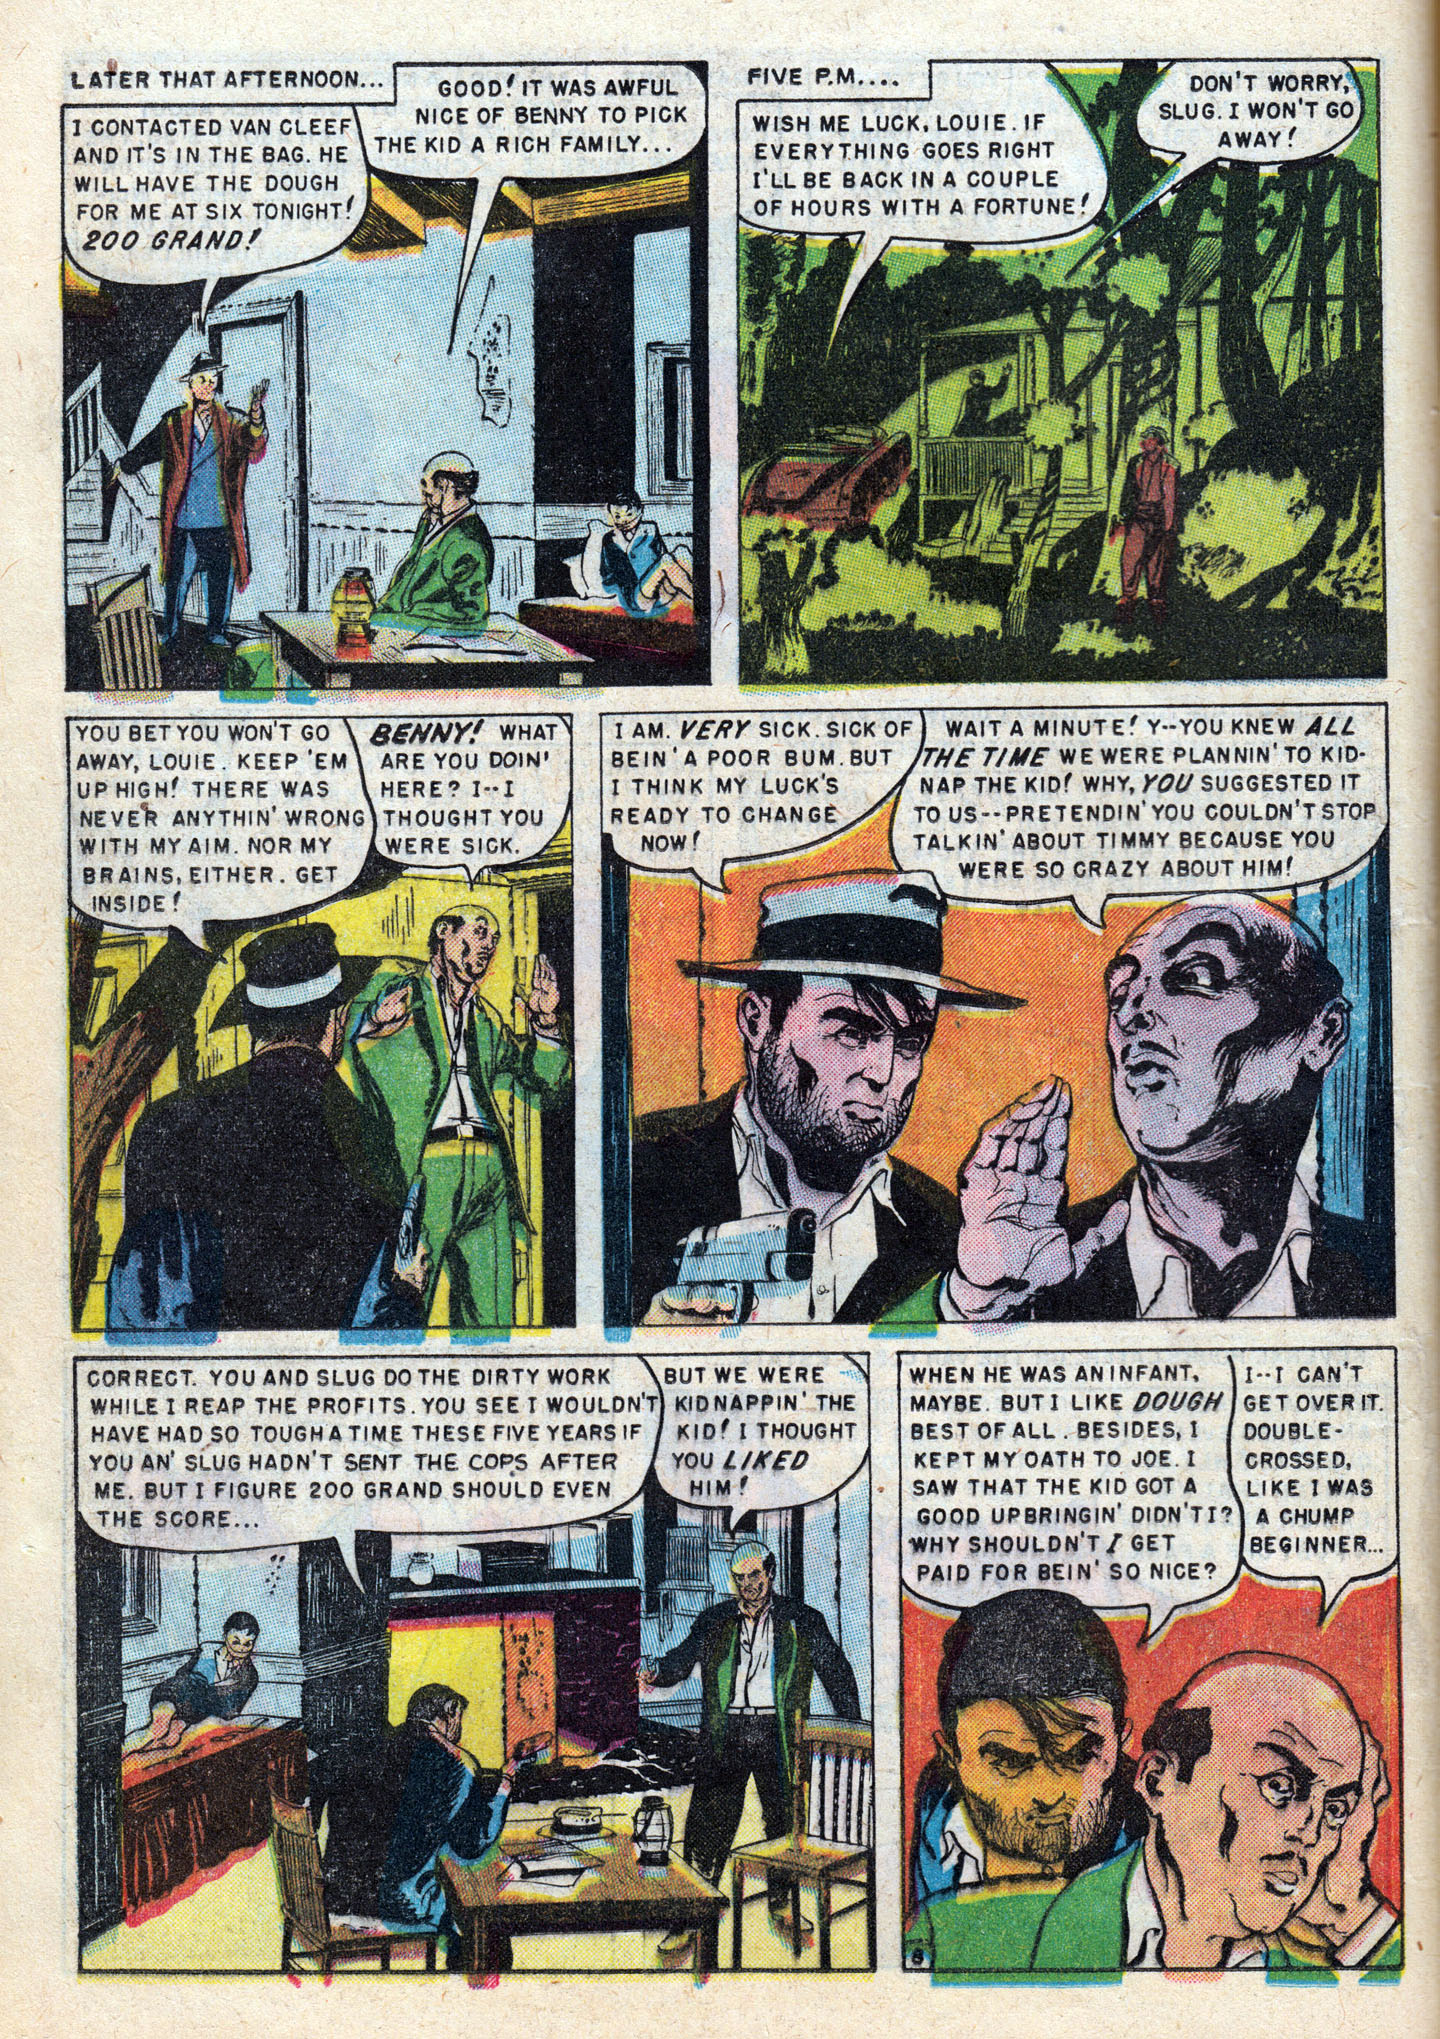 LATER THAT AFTERNOON...
I CONTACTED VAN CLEEF
AND IT'S IN THE BAG. HE
WILL HAVE THE DOUGH
FOR ME AT SIX TONIGHT!
200 GRAND!
GOOD! IT WAS AWFUL
NICE OF BENNY TO PICK
THE KID A RICH FAMILY...
FIVE P.M....
WISH ME LUCK, LOUIE. IF
EVERYTHING GOES RIGHT
I'LL BE BACK IN A COUPLE
OF HOURS WITH A FORTUNE!
DON'T WORRY,
SLUG. I WON'T GO
AWAY!
YOU BET YOU WON'T GO
AWAY, LOUIE. KEEP 'EM
UP HIGH! THERE WAS
NEVER ANYTHIN' WRONG
WITH MY AIM. NOR MY
BRAINS, EITHER. GET
INSIDE!
BENNY! WHAT
ARE YOU DOIN'
HERE? I--I
THOUGHT YOU
WERE SICK.
I AM. VERY SICK. SICK OF
BEIN' A POOR BUM. BUT
I THINK MY LUCK'S
READY TO CHANGE
NOW!
WAIT A MINUTE! Y--YOU KNEW ALL
THE TIME WE WERE PLANNIN' TO KID-
NAP THE KID! WHY, YOU SUGGESTED IT
TO US--PRETENDIN' YOU COULDN'T STOP
TALKIN' ABOUT TIMMY BECAUSE YOU
WERE SO CRAZY ABOUT HIM!
CORRECT. YOU AND SLUG DO THE DIRTY WORK
WHILE I REAP THE PROFITS. YOU SEE I WOULDN'T
HAVE HAD SO TOUGH A TIME THESE FIVE YEARS IF
YOU AN' SLUG HADN'T SENT THE COPS AFTER
ME. BUT I FIGURE 200 GRAND SHOULD EVEN
THE SCORE...
BUT WE WERE
KIDNAPPIN' THE
KID! I THOUGHT
YOU LIKED
HIM!
WHEN HE WAS AN INFANT,
MAYBE. BUT I LIKE DOUGH
BEST OF ALL. BESIDES, I
KEPT MY OATH TO JOE. I
SAW THAT THE KID GOT A
GOOD UPBRINGIN' DIDN'T I?
WHY SHOULDN'T I GET
PAID FOR BEIN' SO NICE?
I--I CAN'T
GET OVER IT.
DOUBLE-
CROSSED,
LIKE I WAS
A CHUMP
BEGINNER...